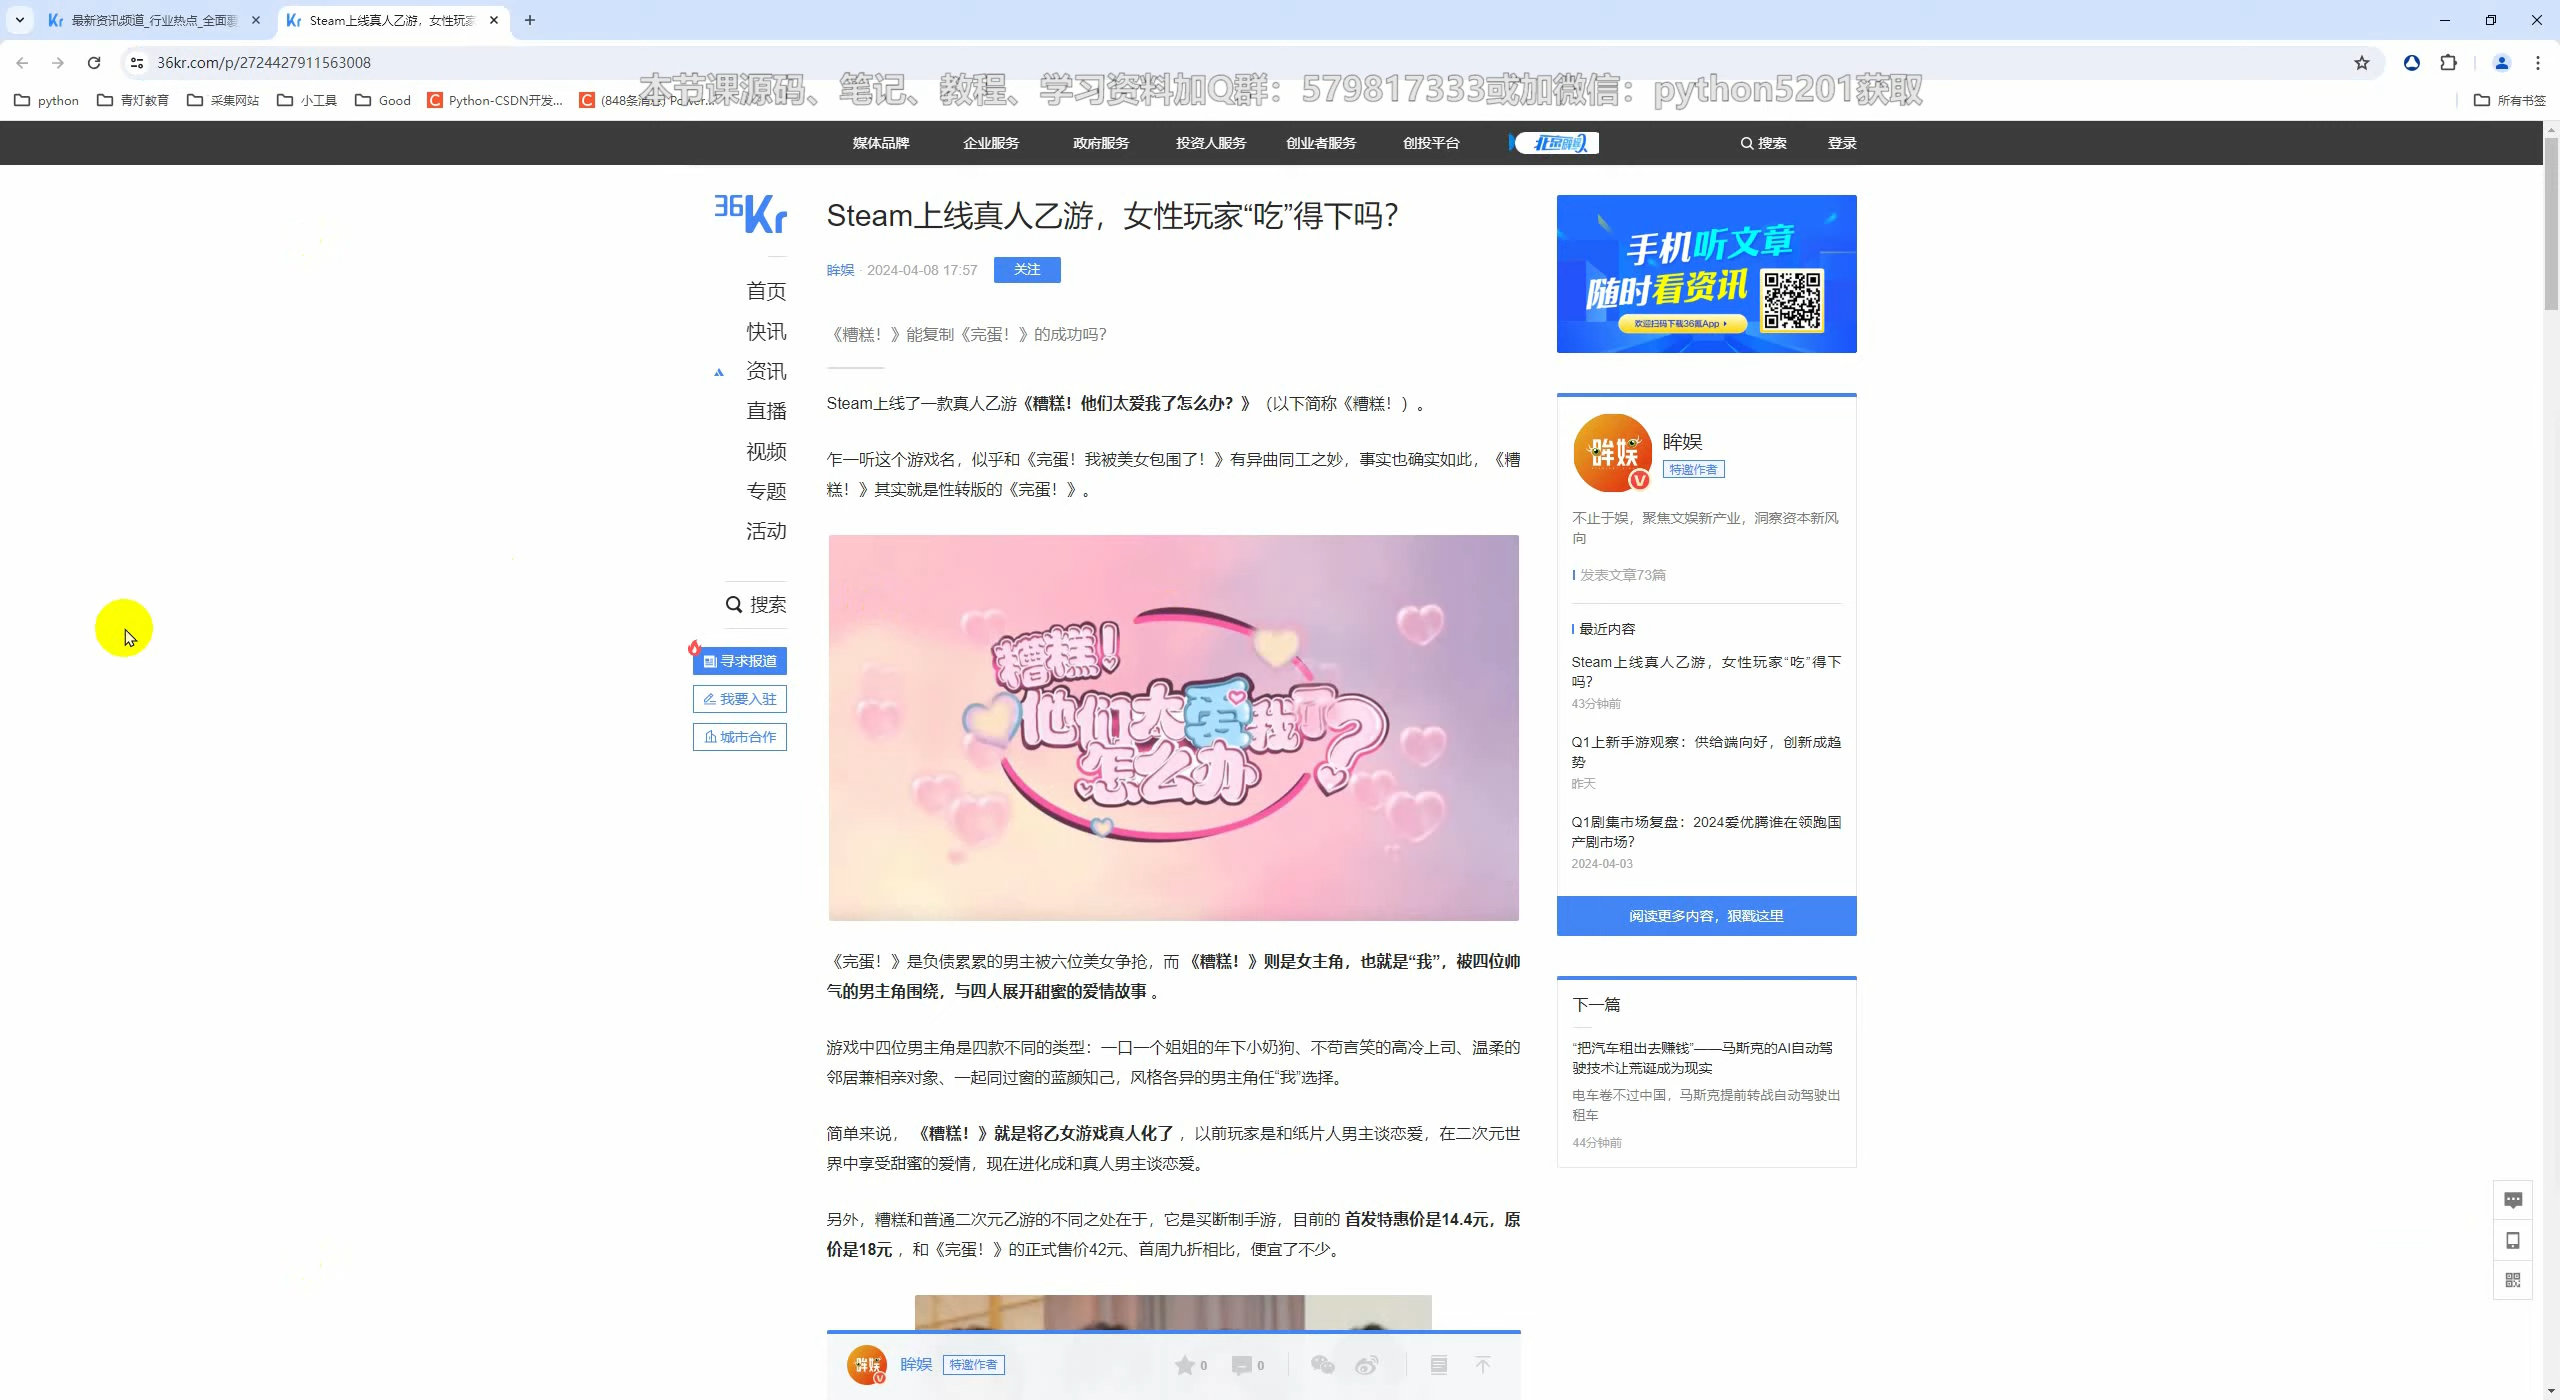 最新资讯频道_行业热点_全面覆
Steam上线真人乙游，女性玩家
36kr.com/p/2724427911563008
本节课源码、笔记、教程、学习资料加Q群：579817333或加微信：python5201获取
python
青灯教育
采集网站
小工具
Good
Python-CSDN开发...
所有书签
媒体品牌
企业服务
政府服务
投资人服务
创业者服务
创投平台
搜索
登录
36Kr
首页
快讯
资讯
直播
视频
专题
活动
搜索
寻求报道
我要入驻
城市合作
Steam上线真人乙游，女性玩家“吃”得下吗？
眸娱 · 2024-04-08 17:57
关注
《糟糕！》能复制《完蛋！》的成功吗？
Steam上线了一款真人乙游《糟糕！他们太爱我了怎么办？》（以下简称《糟糕！）。
乍一听这个游戏名，似乎和《完蛋！我被美女包围了！》有异曲同工之妙，事实也确实如此，《糟
糕！》其实就是性转版的《完蛋！》。
糟糕！
他们太爱我了？
怎么办
《完蛋！》是负债累累的男主被六位美女争抢，而《糟糕！》则是女主角，也就是“我”，被四位帅
气的男主角围绕，与四人展开甜蜜的爱情故事 。
游戏中四位男主角是四款不同的类型：一口一个姐姐的年下小奶狗、不苟言笑的高冷上司、温柔的
邻居兼相亲对象、一起同过窗的蓝颜知己，风格各异的男主角任“我”选择。
简单来说，《糟糕！》就是将乙女游戏真人化了 ，以前玩家是和纸片人男主谈恋爱，在二次元世
界中享受甜蜜的爱情，现在进化成和真人男主谈恋爱。
另外，糟糕和普通二次元乙游的不同之处在于，它是买断制手游，目前的 首发特惠价是14.4元，原
价是18元 ，和《完蛋！》的正式售价42元、首周九折相比，便宜了不少。
眸娱
眸娱
特邀作者
0
0
手机听文章
随时看资讯
欢迎扫码下载36氪App
眸娱
眸娱
特邀作者
不止于娱，聚焦文娱新产业，洞察资本新风
向
发表文章73篇
最近内容
Steam上线真人乙游，女性玩家“吃”得下
吗？
43分钟前
Q1上新手游观察：供给端向好，创新成趋
势
昨天
Q1剧集市场复盘：2024爱优腾谁在领跑国
产剧市场？
2024-04-03
阅读更多内容，狠戳这里
下一篇
“把汽车租出去赚钱”——马斯克的AI自动驾
驶技术让荒诞成为现实
电车卷不过中国，马斯克提前转战自动驾驶出
租车
44分钟前